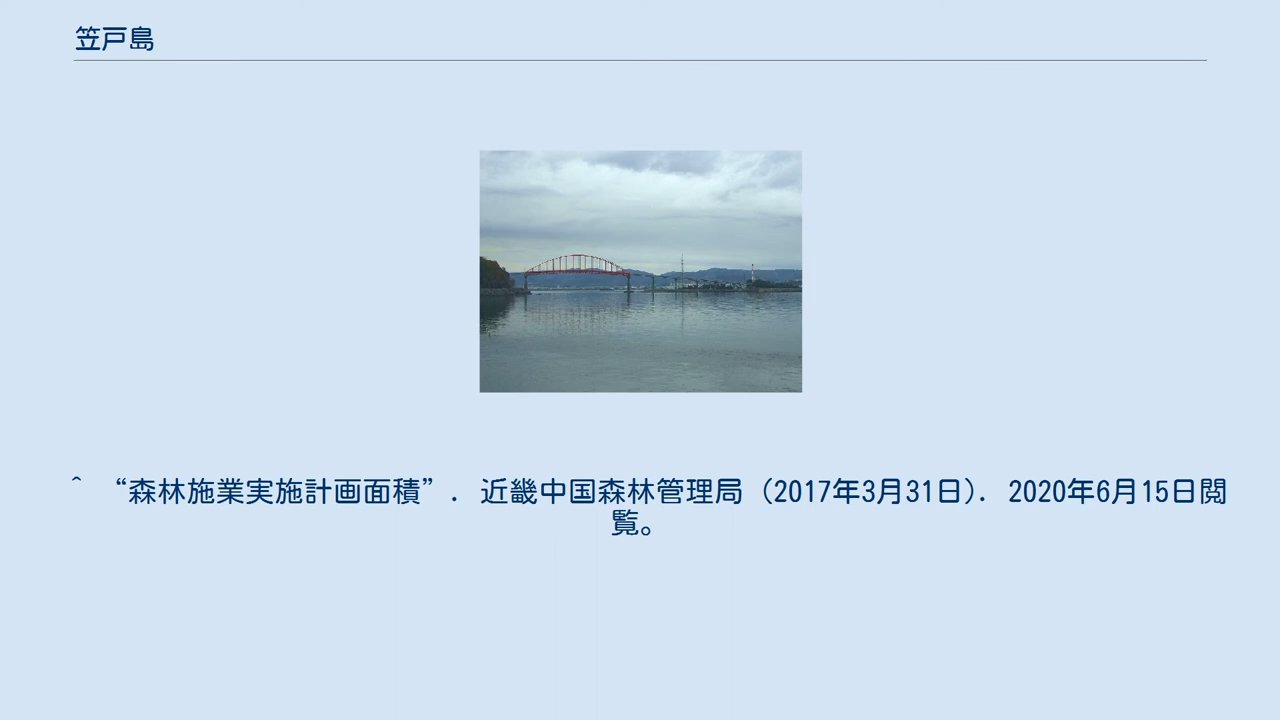 笠戸島
^ “森林施業実施計画面積”. 近畿中国森林管理局 (2017年3月31日). 2020年6月15日閲
覧。